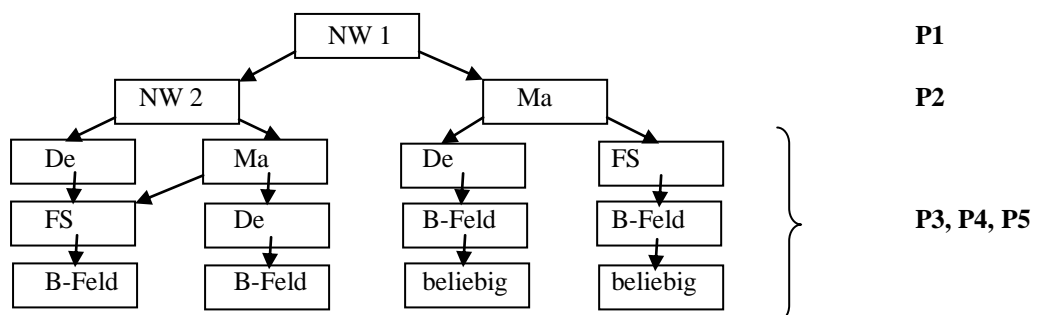 NW 1 P1
NW 2 Ma P2
De Ma De FS
FS De B-Feld B-Feld P3, P4, P5
B-Feld B-Feld beliebig beliebig